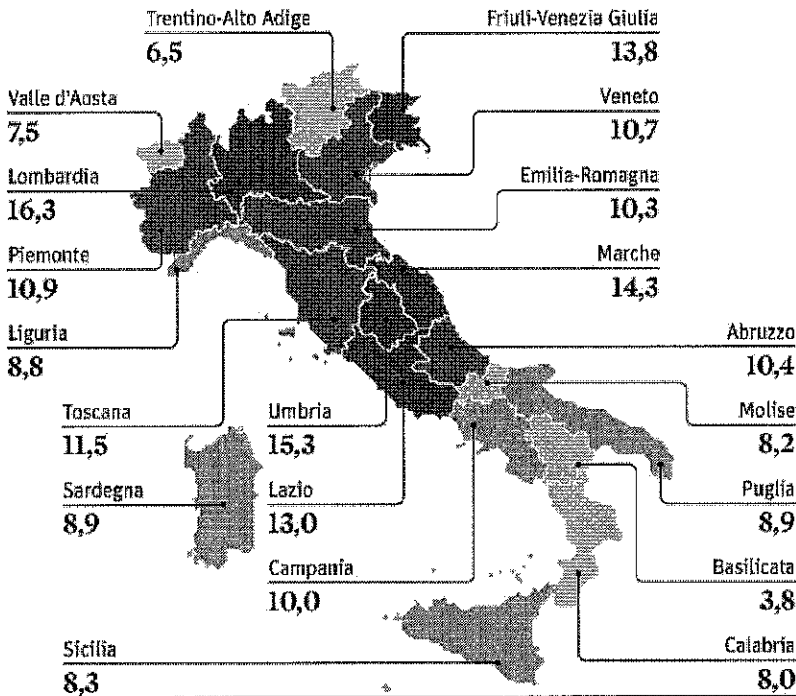 Trentino-Alto Adige
6,5
Friuli-Venezia Giulia
13,8
Valle d'Aosta
7,5
Veneto
10,7
Lombardia
16,3
Emilia-Romagna
10,3
Piemonte
10,9
Marche
14,3
Liguria
8,8
Abruzzo
10,4
Toscana
11,5
Umbria
15,3
Molise
8,2
Sardegna
8,9
Lazio
13,0
Puglia
8,9
Campania
10,0
Basilicata
3,8
Sicilia
8,3
Calabria
8,0